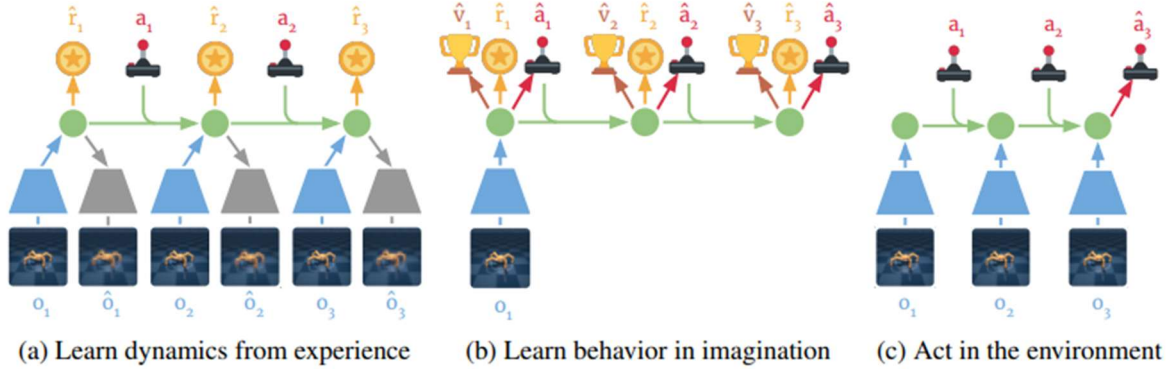 r̂₁ a₁ r̂₂ a₂ r̂₃
v̂₁ r̂₁ â₁ v̂₂ r̂₂ â₂ v̂₃ r̂₃ â₃
a₁ a₂ â₃
o₁ ô₁ o₂ ô₂ o₃ ô₃
o₁
o₁ o₂ o₃
(a) Learn dynamics from experience
(b) Learn behavior in imagination
(c) Act in the environment